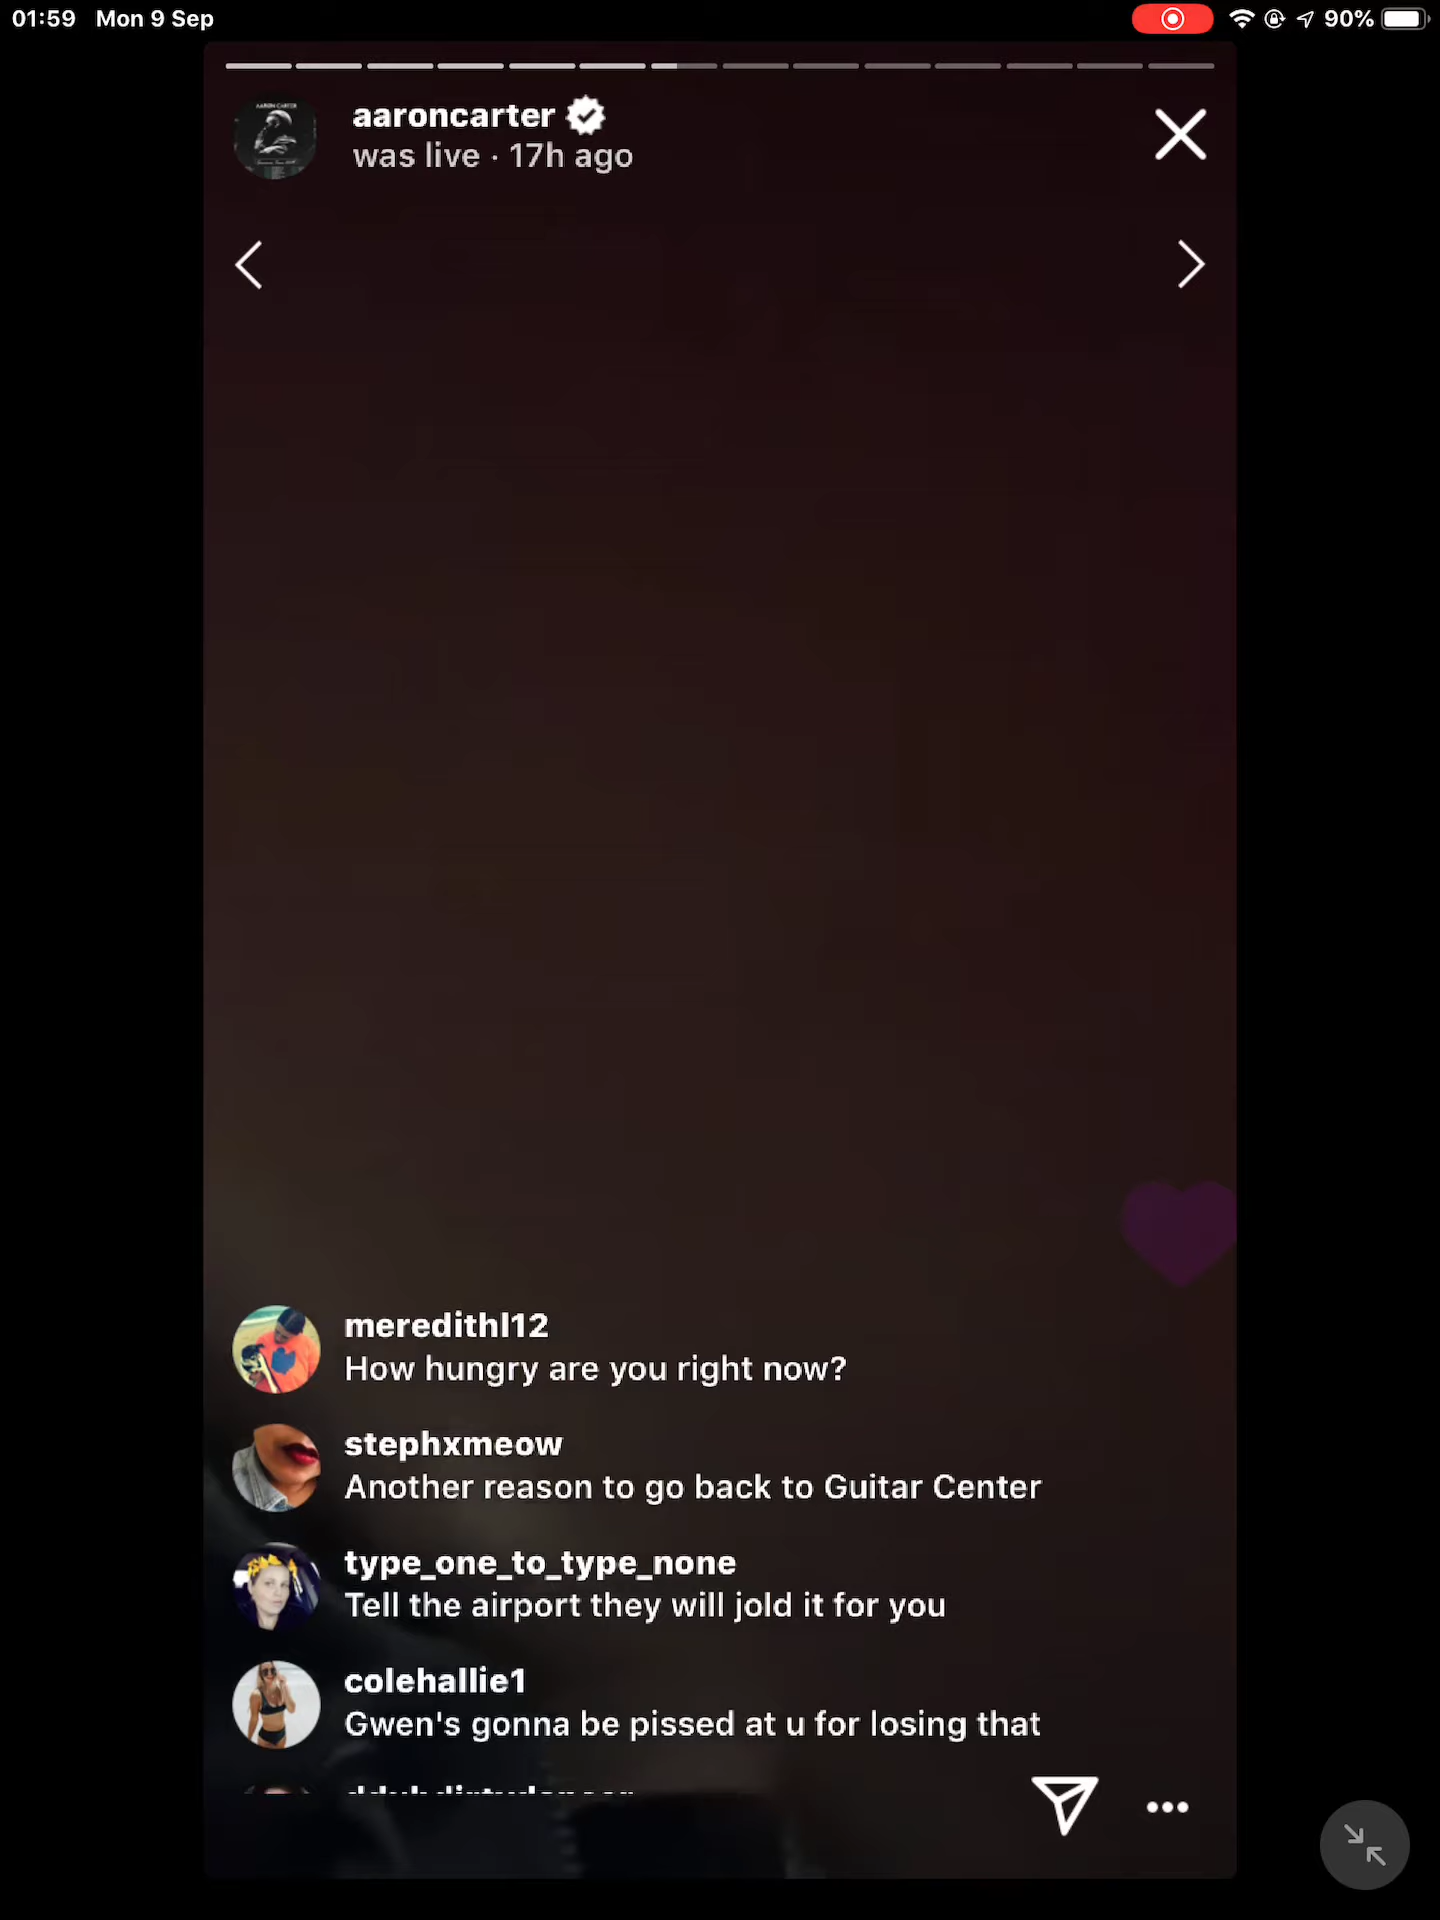 01:59 Mon 9 Sep 90%
aaroncarter
was live · 17h ago
meredithl12
How hungry are you right now?
stephxmeow
Another reason to go back to Guitar Center
type_one_to_type_none
Tell the airport they will jold it for you
colehallie1
Gwen's gonna be pissed at u for losing that